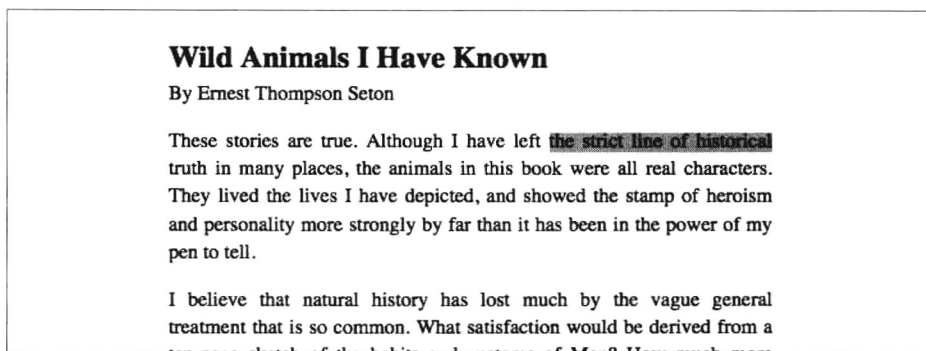 Wild Animals I Have Known
By Ernest Thompson Seton
These stories are true. Although I have left the strict line of historical
truth in many places, the animals in this book were all real characters.
They lived the lives I have depicted, and showed the stamp of heroism
and personality more strongly by far than it has been in the power of my
pen to tell.
I believe that natural history has lost much by the vague general
treatment that is so common. What satisfaction would be derived from a